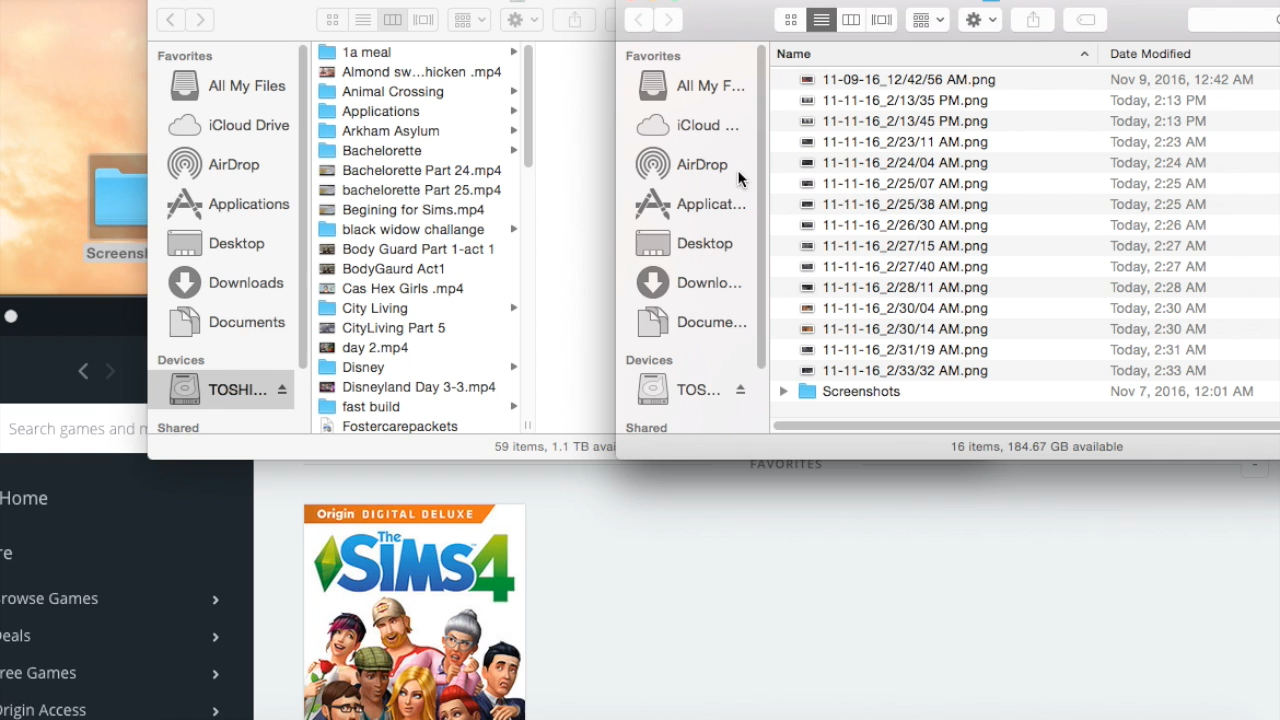 Favorites
All My Files
iCloud Drive
AirDrop
Applications
Desktop
Downloads
Documents
Devices
TOSHI...
Shared
1a meal
Almond sw...hicken .mp4
Animal Crossing
Applications
Arkham Asylum
Bachelorette
Bachelorette Part 24.mp4
bachelorette Part 25.mp4
Begining for Sims.mp4
black widow challange
Body Guard Part 1-act 1
BodyGaurd Act1
Cas Hex Girls .mp4
City Living
CityLiving Part 5
day 2.mp4
Disney
Disneyland Day 3-3.mp4
fast build
Fostercarepackets
59 items, 1.1 TB avai
Favorites
All My F...
iCloud ...
AirDrop
Applicat...
Desktop
Downlo...
Docume...
Devices
TOS...
Shared
Name Date Modified
11-09-16_12/42/56 AM.png Nov 9, 2016, 12:42 AM
11-11-16_2/13/35 PM.png Today, 2:13 PM
11-11-16_2/13/45 PM.png Today, 2:13 PM
11-11-16_2/23/11 AM.png Today, 2:23 AM
11-11-16_2/24/04 AM.png Today, 2:24 AM
11-11-16_2/25/07 AM.png Today, 2:25 AM
11-11-16_2/25/38 AM.png Today, 2:25 AM
11-11-16_2/26/30 AM.png Today, 2:26 AM
11-11-16_2/27/15 AM.png Today, 2:27 AM
11-11-16_2/27/40 AM.png Today, 2:27 AM
11-11-16_2/28/11 AM.png Today, 2:28 AM
11-11-16_2/30/04 AM.png Today, 2:30 AM
11-11-16_2/30/14 AM.png Today, 2:30 AM
11-11-16_2/31/19 AM.png Today, 2:31 AM
11-11-16_2/33/32 AM.png Today, 2:33 AM
Screenshots Nov 7, 2016, 12:01 AM
16 items, 184.67 GB available
Screensh
Search games and m
Home
re
rowse Games
eals
ree Games
rigin Access
FAVORITES
Origin DIGITAL DELUXE
The
SIMS 4